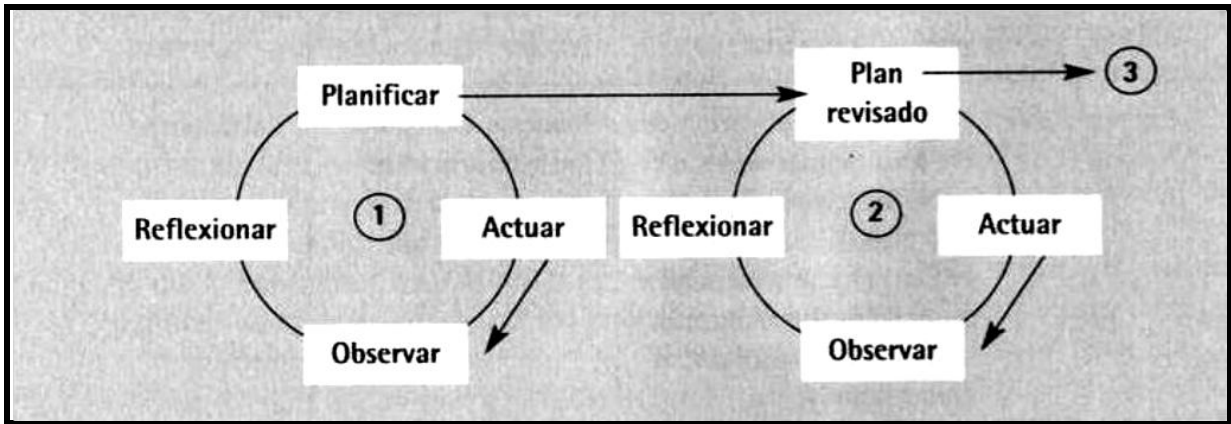 Planificar
Reflexionar
1
Actuar
Observar
Plan
revisado
3
Reflexionar
2
Actuar
Observar